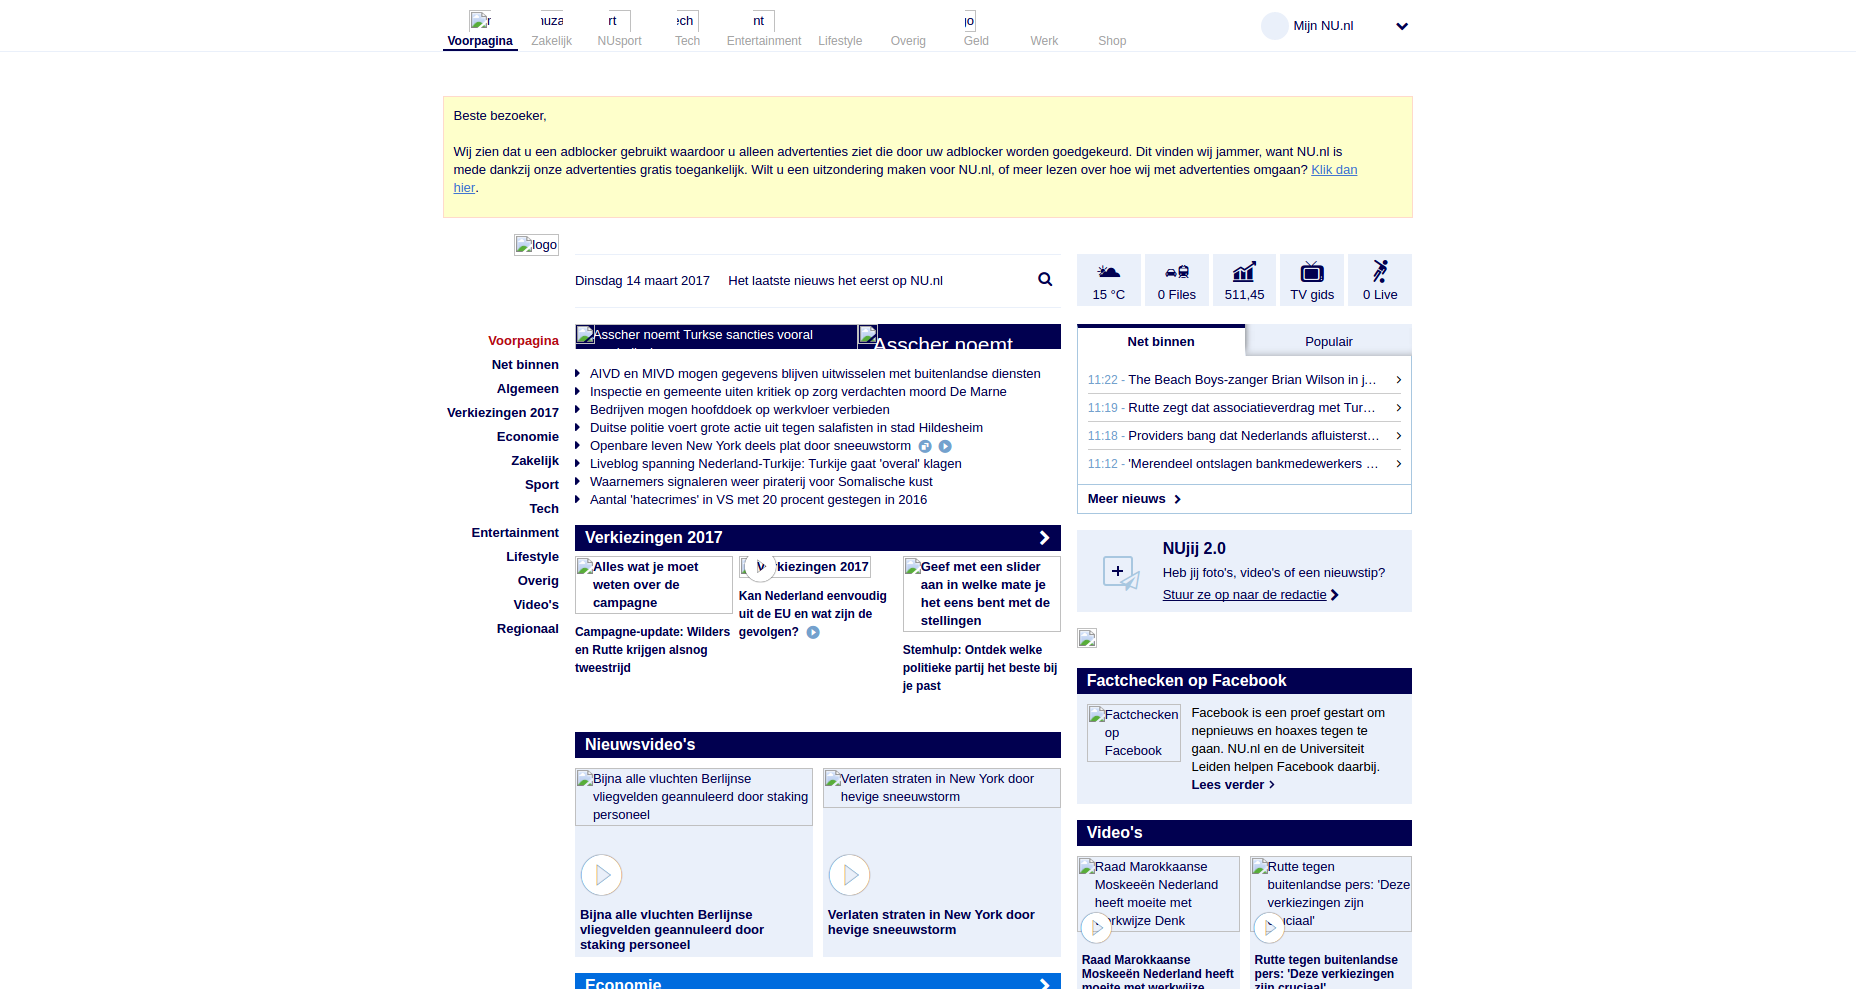 Voorpagina
Zakelijk
rt
NUsport
Tech
nt
Entertainment
Lifestyle
Overig
Geld
Werk
Shop
Mijn NU.nl
Beste bezoeker,
Wij zien dat u een adblocker gebruikt waardoor u alleen advertenties ziet die door uw adblocker worden goedgekeurd. Dit vinden wij jammer, want NU.nl is
mede dankzij onze advertenties gratis toegankelijk. Wilt u een uitzondering maken voor NU.nl, of meer lezen over hoe wij met advertenties omgaan? Klik dan
hier.
logo
Dinsdag 14 maart 2017
Het laatste nieuws het eerst op NU.nl
15 °C
0 Files
511,45
TV gids
0 Live
Voorpagina
Net binnen
Algemeen
Verkiezingen 2017
Economie
Zakelijk
Sport
Tech
Entertainment
Lifestyle
Overig
Video's
Regionaal
Asscher noemt Turkse sancties vooral
Asscher noemt
AIVD en MIVD mogen gegevens blijven uitwisselen met buitenlandse diensten
Inspectie en gemeente uiten kritiek op zorg verdachten moord De Marne
Bedrijven mogen hoofddoek op werkvloer verbieden
Duitse politie voert grote actie uit tegen salafisten in stad Hildesheim
Openbare leven New York deels plat door sneeuwstorm
Liveblog spanning Nederland-Turkije: Turkije gaat 'overal' klagen
Waarnemers signaleren weer piraterij voor Somalische kust
Aantal 'hatecrimes' in VS met 20 procent gestegen in 2016
Verkiezingen 2017
Alles wat je moet
weten over de
campagne
Campagne-update: Wilders
en Rutte krijgen alsnog
tweestrijd
kiezingen 2017
Kan Nederland eenvoudig
uit de EU en wat zijn de
gevolgen?
Geef met een slider
aan in welke mate je
het eens bent met de
stellingen
Stemhulp: Ontdek welke
politieke partij het beste bij
je past
Nieuwsvideo's
Bijna alle vluchten Berlijnse
vliegvelden geannuleerd door staking
personeel
Bijna alle vluchten Berlijnse
vliegvelden geannuleerd door
staking personeel
Verlaten straten in New York door
hevige sneeuwstorm
Verlaten straten in New York door
hevige sneeuwstorm
Economie
Net binnen
Populair
11:22 - The Beach Boys-zanger Brian Wilson in j...
11:19 - Rutte zegt dat associatieverdrag met Tur...
11:18 - Providers bang dat Nederlands afluisterst...
11:12 - 'Merendeel ontslagen bankmedewerkers ...
Meer nieuws
NUjij 2.0
Heb jij foto's, video's of een nieuwstip?
Stuur ze op naar de redactie
Factchecken op Facebook
Factchecken
op
Facebook
Facebook is een proef gestart om
nepnieuws en hoaxes tegen te
gaan. NU.nl en de Universiteit
Leiden helpen Facebook daarbij.
Lees verder
Video's
Raad Marokkaanse
Moskeeën Nederland
heeft moeite met
erkwijze Denk
Raad Marokkaanse
Moskeeën Nederland heeft
moeite met werkwijze
Rutte tegen
buitenlandse pers: 'Deze
verkiezingen zijn
uciaal'
Rutte tegen buitenlandse
pers: 'Deze verkiezingen
zijn cruciaal'